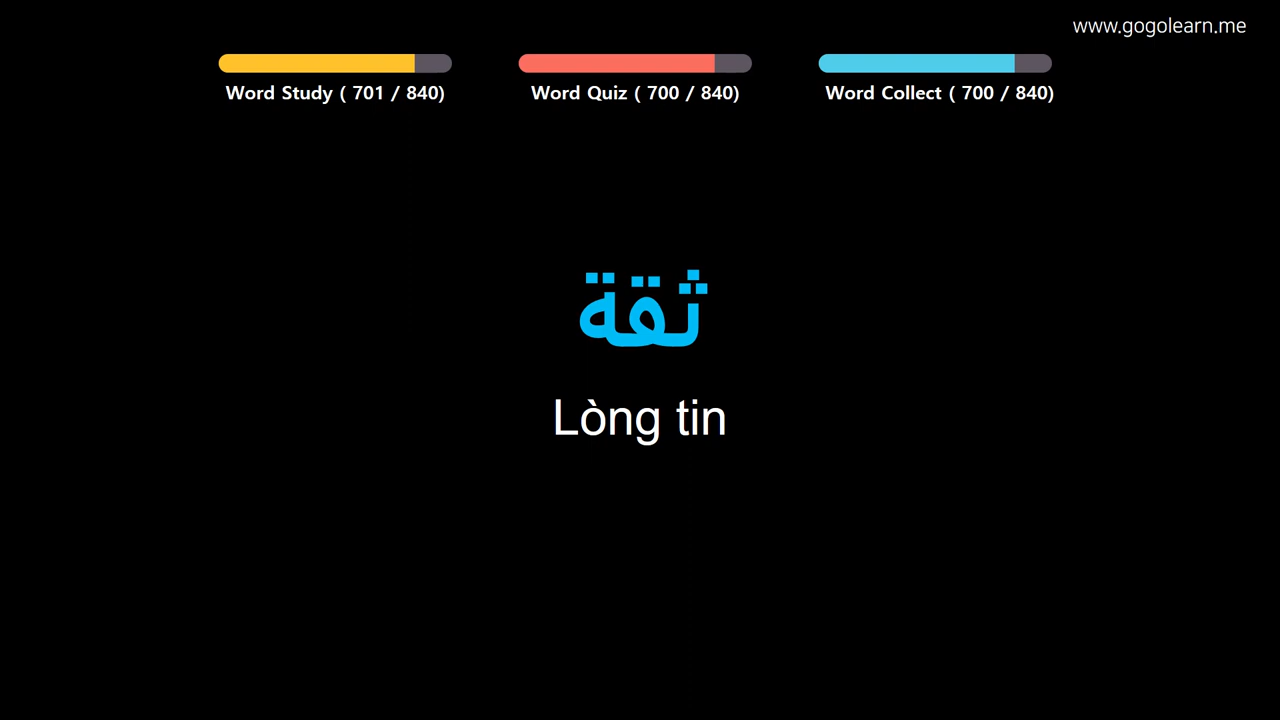 www.gogolearn.me
Word Study ( 701 / 840)
Word Quiz ( 700 / 840)
Word Collect ( 700 / 840)
ثقة
Lòng tin